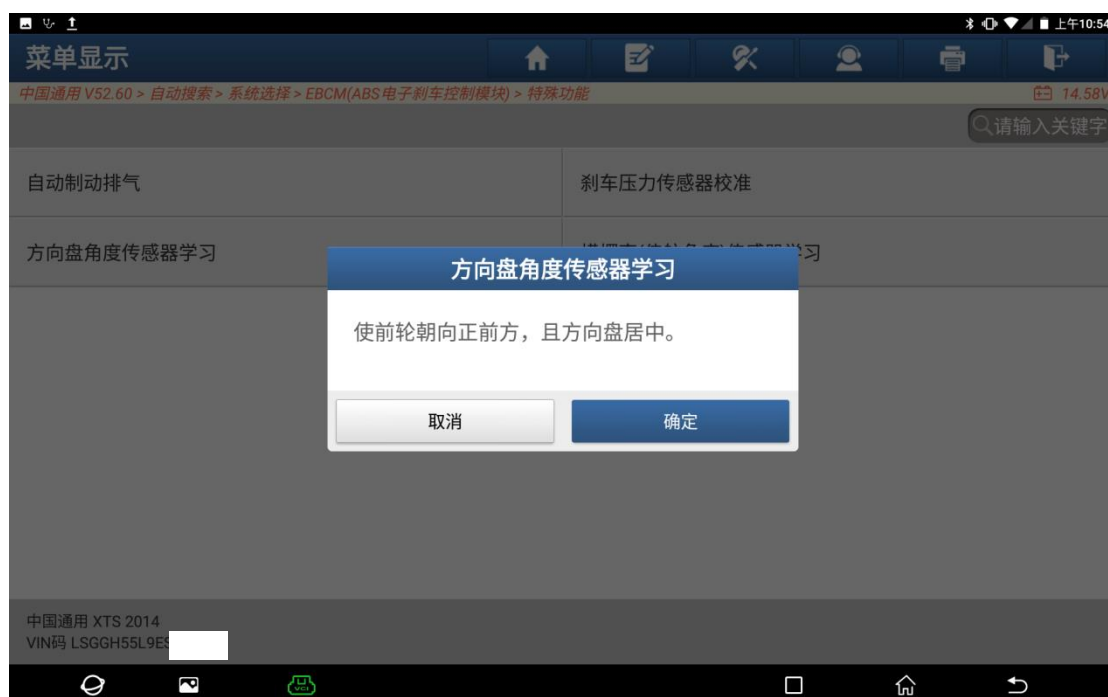 上午10:54
菜单显示
中国通用 V52.60 > 自动搜索 > 系统选择 > EBCM(ABS电子刹车控制模块) > 特殊功能
14.58V
请输入关键字
自动制动排气
刹车压力传感器校准
方向盘角度传感器学习
方向盘角度传感器学习
使前轮朝向正前方，且方向盘居中。
取消
确定
中国通用 XTS 2014
VIN码 LSGGH55L9ES
VCI